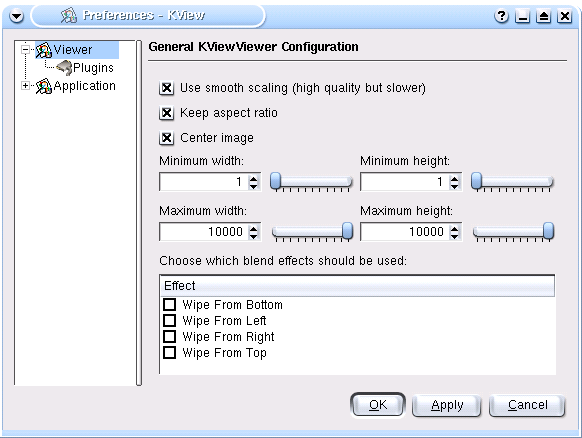 Preferences - KView
Viewer
Plugins
Application
General KViewViewer Configuration
Use smooth scaling (high quality but slower)
Keep aspect ratio
Center image
Minimum width: Minimum height:
1 1
Maximum width: Maximum height:
10000 10000
Choose which blend effects should be used:
Effect
Wipe From Bottom
Wipe From Left
Wipe From Right
Wipe From Top
OK Apply Cancel